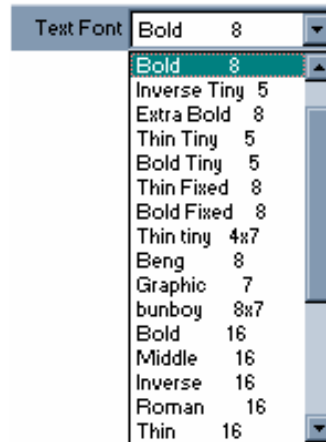 Text Font Bold 8
Bold 8
Inverse Tiny 5
Extra Bold 8
Thin Tiny 5
Bold Tiny 5
Thin Fixed 8
Bold Fixed 8
Thin tiny 4x7
Beng 8
Graphic 7
bunboy 8x7
Bold 16
Middle 16
Inverse 16
Roman 16
Thin 16